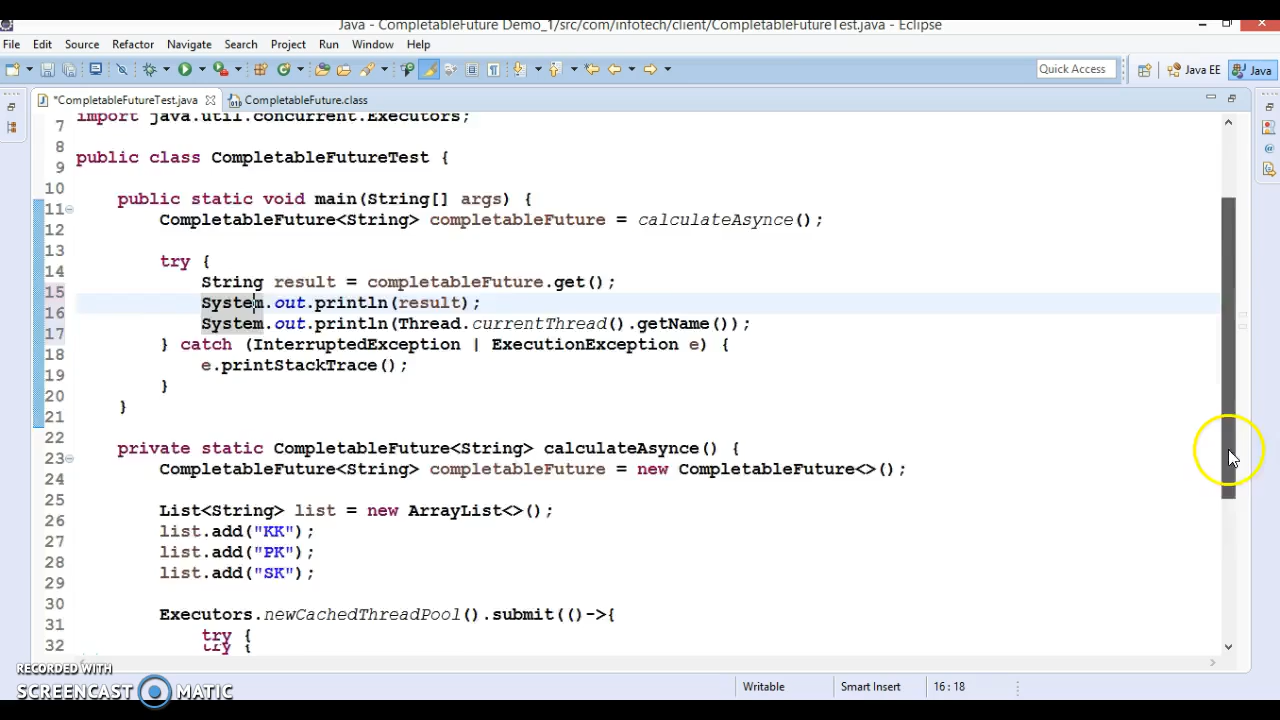 Java - CompletableFuture Demo_1/src/com/infotech/client/CompletableFutureTest.java - Eclipse
File Edit Source Refactor Navigate Search Project Run Window Help
Quick Access Java EE Java
*CompletableFutureTest.java CompletableFuture.class
7 import java.util.concurrent.Executors;
8
9 public class CompletableFutureTest {
10
11 public static void main(String[] args) {
12 CompletableFuture<String> completableFuture = calculateAsynce();
13
14 try {
15 String result = completableFuture.get();
16 System.out.println(result);
17 System.out.println(Thread.currentThread().getName());
18 } catch (InterruptedException | ExecutionException e) {
19 e.printStackTrace();
20 }
21 }
22
23 private static CompletableFuture<String> calculateAsynce() {
24 CompletableFuture<String> completableFuture = new CompletableFuture<>();
25
26 List<String> list = new ArrayList<>();
27 list.add("KK");
28 list.add("PK");
29 list.add("SK");
30
31 Executors.newCachedThreadPool().submit(()->{
32 try {
try {
RECORDED WITH
SCREENCAST MATIC
Writable Smart Insert 16 : 18